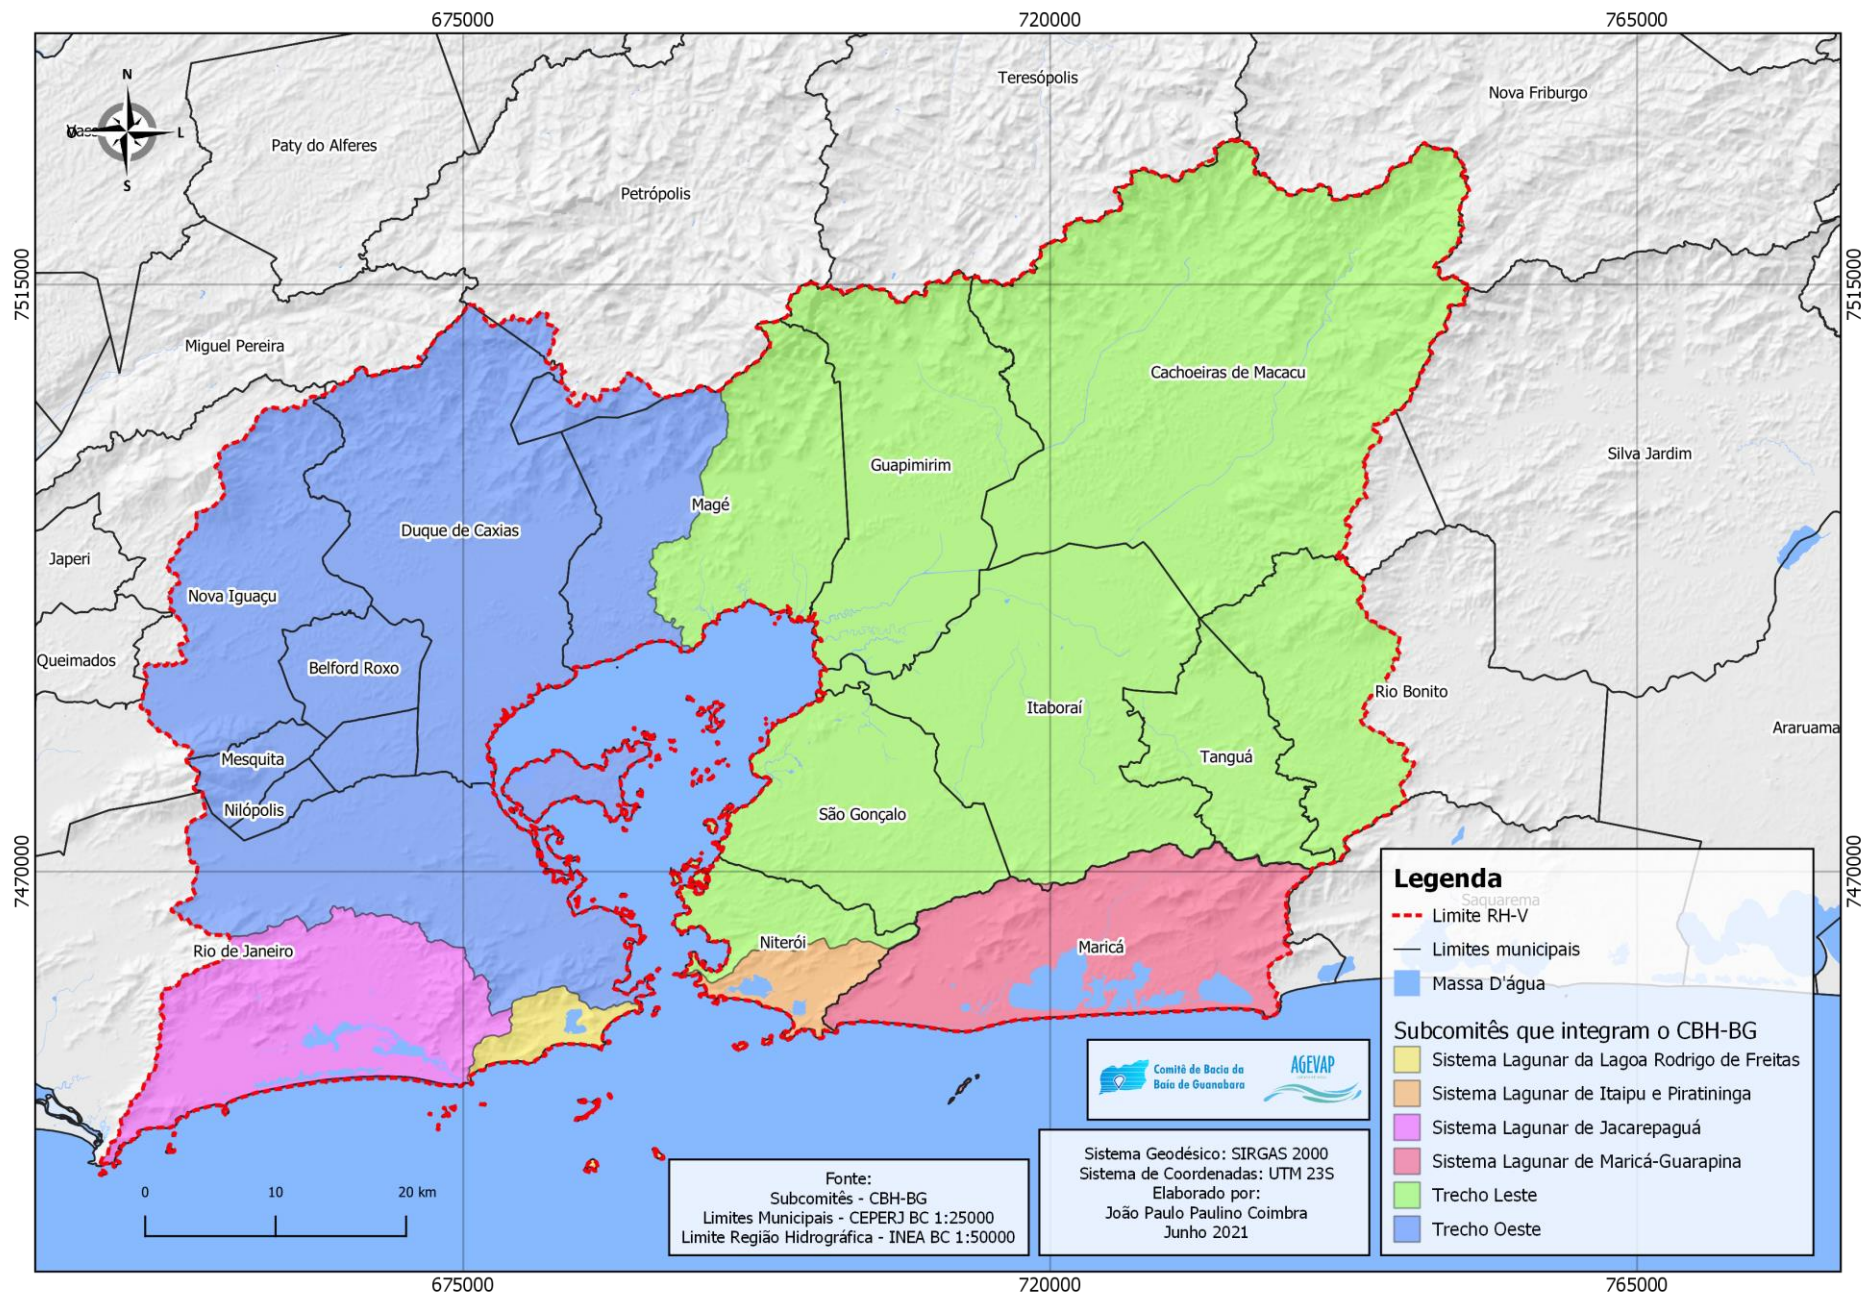 675000
720000
765000
Teresópolis
Nova Friburgo
N
L
S
Paty do Alferes
Petrópolis
7515000
7515000
Miguel Pereira
Cachoeiras de Macacu
Silva Jardim
Guapimirim
Magé
Duque de Caxias
Japeri
Nova Iguaçu
Queimados
Belford Roxo
Rio Bonito
Itaboraí
Araruama
Mesquita
Tanguá
Nilópolis
São Gonçalo
7470000
7470000
Niterói
Maricá
Rio de Janeiro
Saquarema
Legenda
Limite RH-V
Limites municipais
Massa D'água
Subcomitês que integram o CBH-BG
Sistema Lagunar da Lagoa Rodrigo de Freitas
Sistema Lagunar de Itaipu e Piratininga
Sistema Lagunar de Jacarepaguá
Sistema Lagunar de Maricá-Guarapina
Trecho Leste
Trecho Oeste
Comitê de Bacia da
Baía de Guanabara
AGEVAP
Sistema Geodésico: SIRGAS 2000
Sistema de Coordenadas: UTM 23S
Elaborado por:
João Paulo Paulino Coimbra
Junho 2021
Fonte:
Subcomitês - CBH-BG
Limites Municipais - CEPERJ BC 1:25000
Limite Região Hidrográfica - INEA BC 1:50000
0 10 20 km
675000
720000
765000